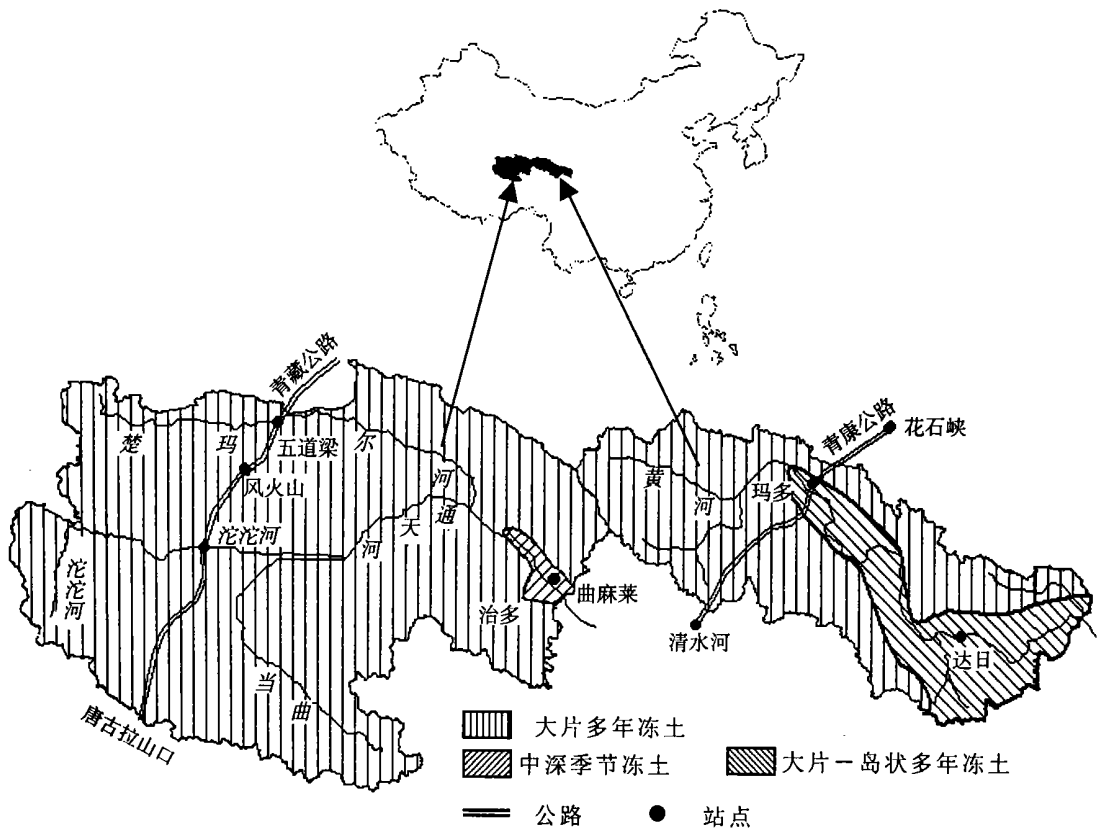 青藏公路
楚玛尔河
五道梁
风火山
沱沱河
沱沱河
通天河
治多
曲麻莱
当曲
唐古拉山口
黄河
玛多
青康公路
花石峡
清水河
达日
大片多年冻土
中深季节冻土
大片—岛状多年冻土
公路
站点